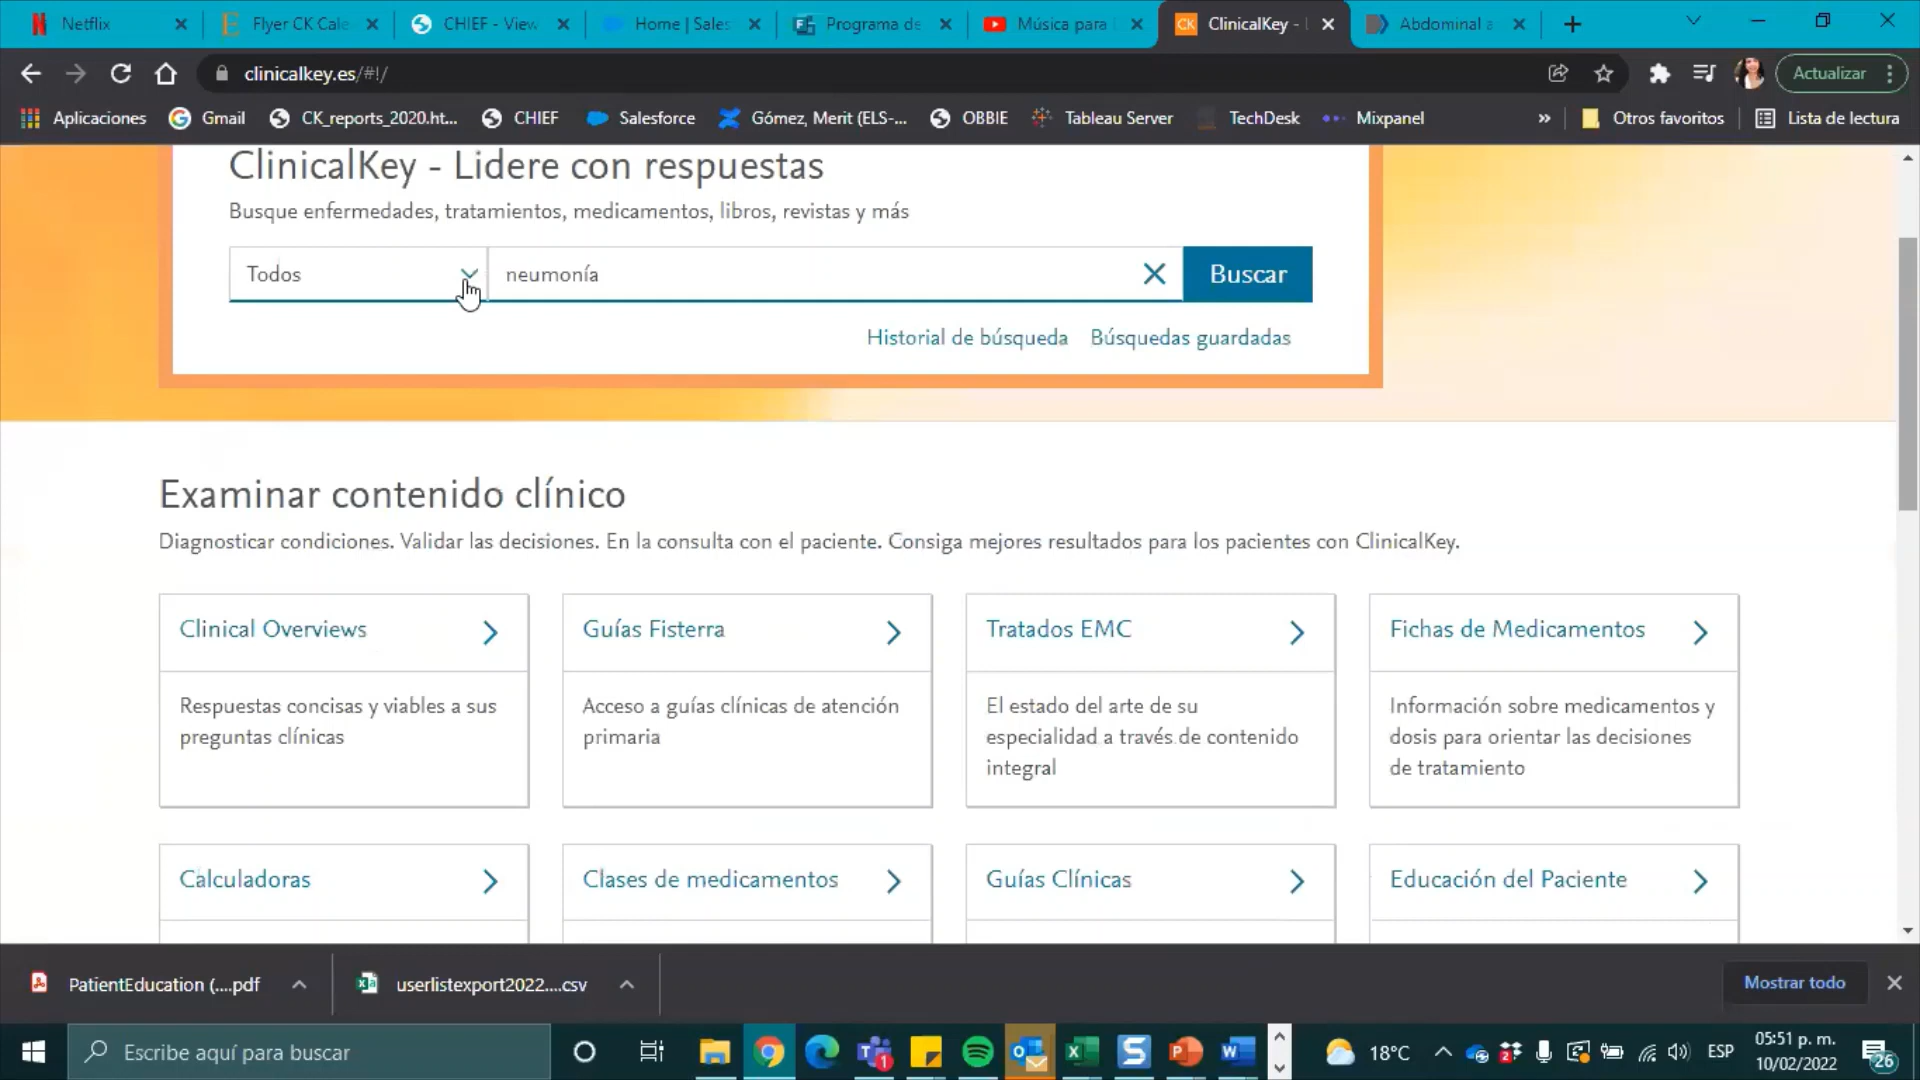 Netflix
Flyer CK Cale
CHIEF - View
Home | Sales
Programa de
Música para
ClinicalKey -
Abdominal a
clinicalkey.es/#!/
Actualizar
Aplicaciones
Gmail
CK_reports_2020.ht...
CHIEF
Salesforce
Gómez, Merit (ELS-...
OBBIE
Tableau Server
TechDesk
Mixpanel
»
Otros favoritos
Lista de lectura
ClinicalKey - Lidere con respuestas
Busque enfermedades, tratamientos, medicamentos, libros, revistas y más
Todos
neumonía
Buscar
Historial de búsqueda
Búsquedas guardadas
Examinar contenido clínico
Diagnosticar condiciones. Validar las decisiones. En la consulta con el paciente. Consiga mejores resultados para los pacientes con ClinicalKey.
Clinical Overviews
Respuestas concisas y viables a sus
preguntas clínicas
Guías Fisterra
Acceso a guías clínicas de atención
primaria
Tratados EMC
El estado del arte de su
especialidad a través de contenido
integral
Fichas de Medicamentos
Información sobre medicamentos y
dosis para orientar las decisiones
de tratamiento
Calculadoras
Clases de medicamentos
Guías Clínicas
Educación del Paciente
PatientEducation (....pdf
userlistexport2022....csv
Mostrar todo
Escribe aquí para buscar
18°C
ESP
05:51 p. m.
10/02/2022
26